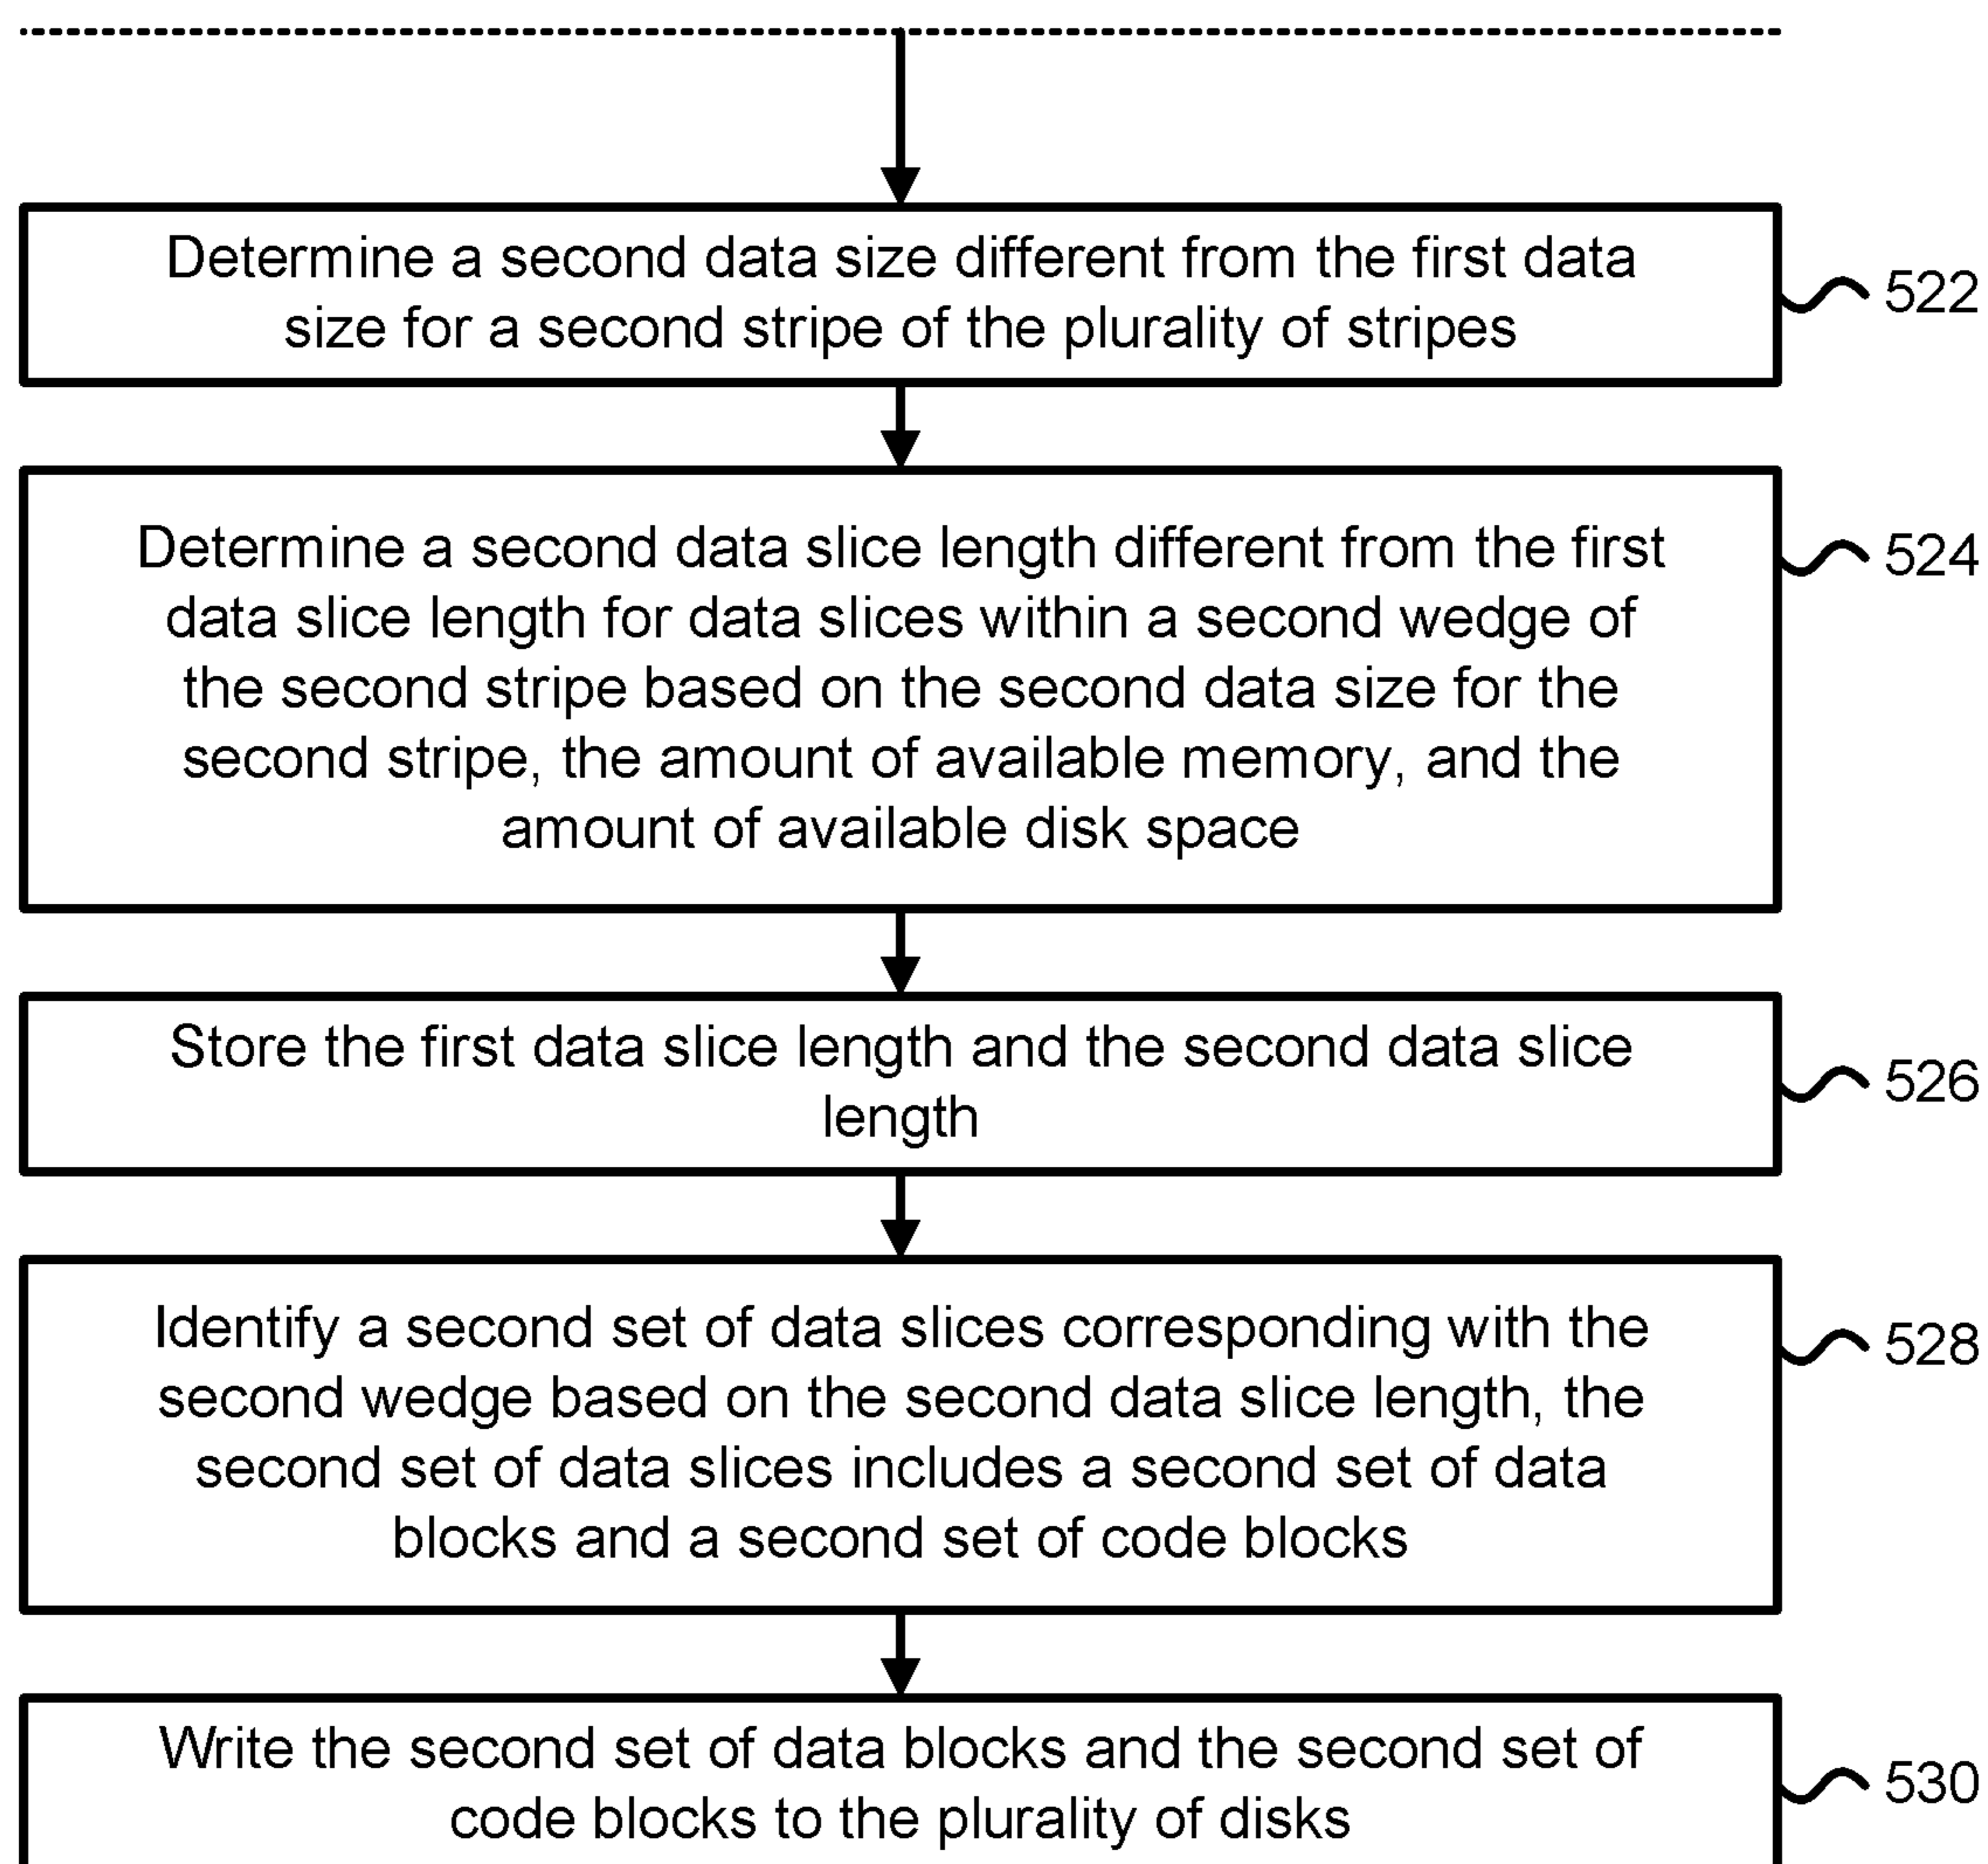 Determine a second data size different from the first data
size for a second stripe of the plurality of stripes
522
Determine a second data slice length different from the first
data slice length for data slices within a second wedge of
the second stripe based on the second data size for the
second stripe, the amount of available memory, and the
amount of available disk space
524
Store the first data slice length and the second data slice
length
526
Identify a second set of data slices corresponding with the
second wedge based on the second data slice length, the
second set of data slices includes a second set of data
blocks and a second set of code blocks
528
Write the second set of data blocks and the second set of
code blocks to the plurality of disks
530